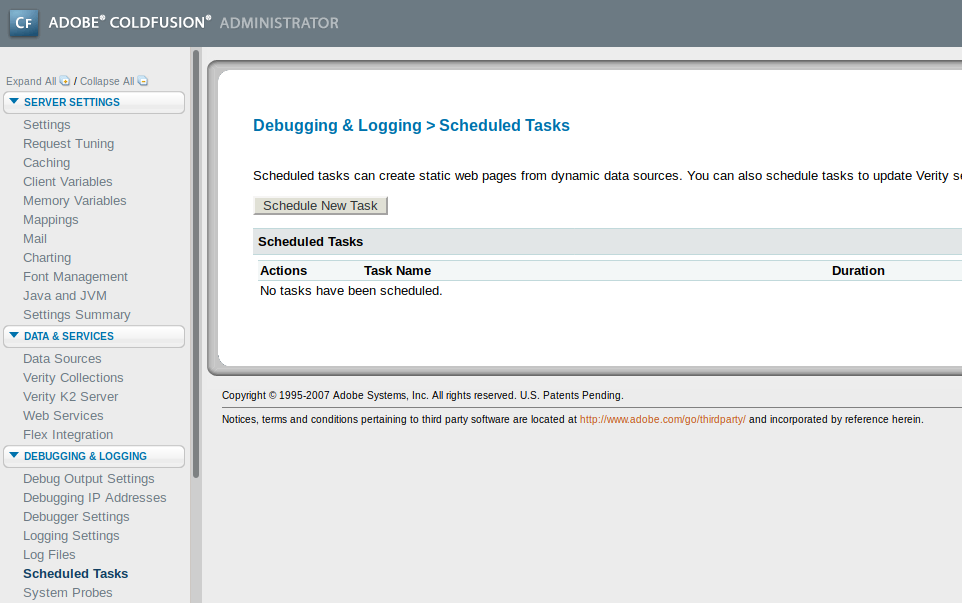 CF ADOBE® COLDFUSION® ADMINISTRATOR
Expand All / Collapse All
SERVER SETTINGS
Settings
Request Tuning
Caching
Client Variables
Memory Variables
Mappings
Mail
Charting
Font Management
Java and JVM
Settings Summary
DATA & SERVICES
Data Sources
Verity Collections
Verity K2 Server
Web Services
Flex Integration
DEBUGGING & LOGGING
Debug Output Settings
Debugging IP Addresses
Debugger Settings
Logging Settings
Log Files
Scheduled Tasks
System Probes
Debugging & Logging > Scheduled Tasks
Scheduled tasks can create static web pages from dynamic data sources. You can also schedule tasks to update Verity
Schedule New Task
Scheduled Tasks
Actions Task Name Duration
No tasks have been scheduled.
Copyright © 1995-2007 Adobe Systems, Inc. All rights reserved. U.S. Patents Pending.
Notices, terms and conditions pertaining to third party software are located at http://www.adobe.com/go/thirdparty/ and incorporated by reference herein.